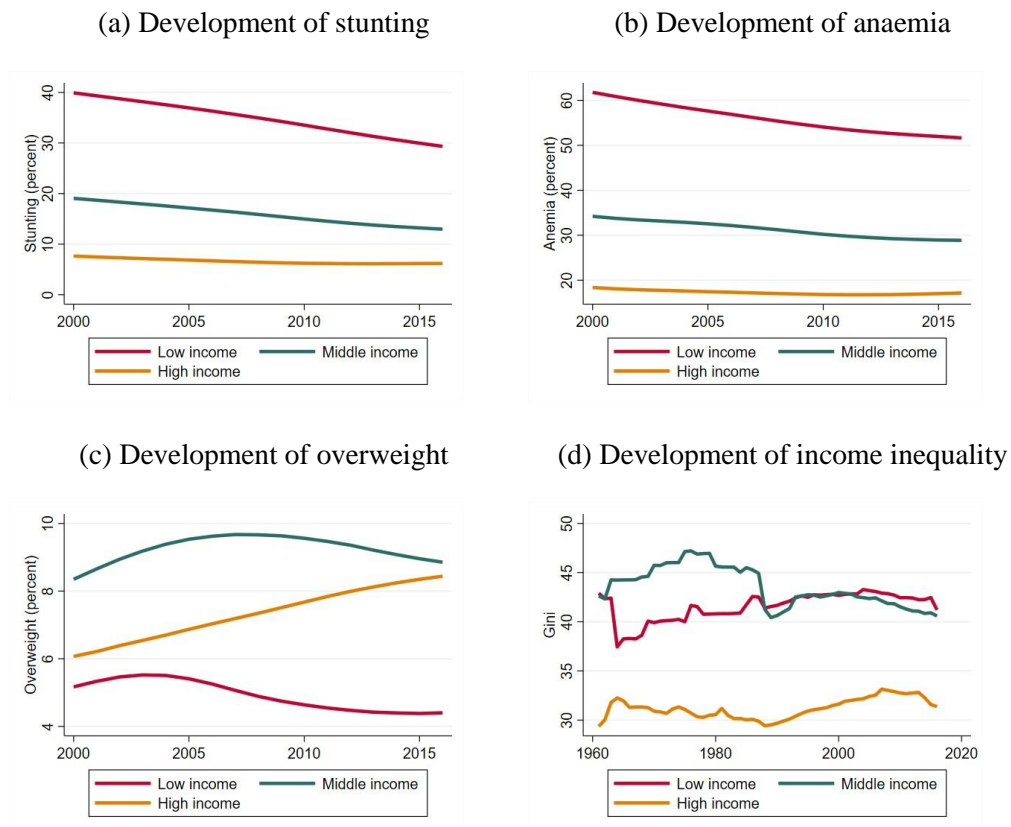 (a) Development of stunting
Stunting (percent)
40
30
20
10
0
2000 2005 2010 2015
Low income Middle income
High income
(b) Development of anaemia
Anemia (percent)
60
50
40
30
20
2000 2005 2010 2015
Low income Middle income
High income
(c) Development of overweight
Overweight (percent)
10
8
6
4
2000 2005 2010 2015
Low income Middle income
High income
(d) Development of income inequality
Gini
50
45
40
35
30
1960 1980 2000 2020
Low income Middle income
High income